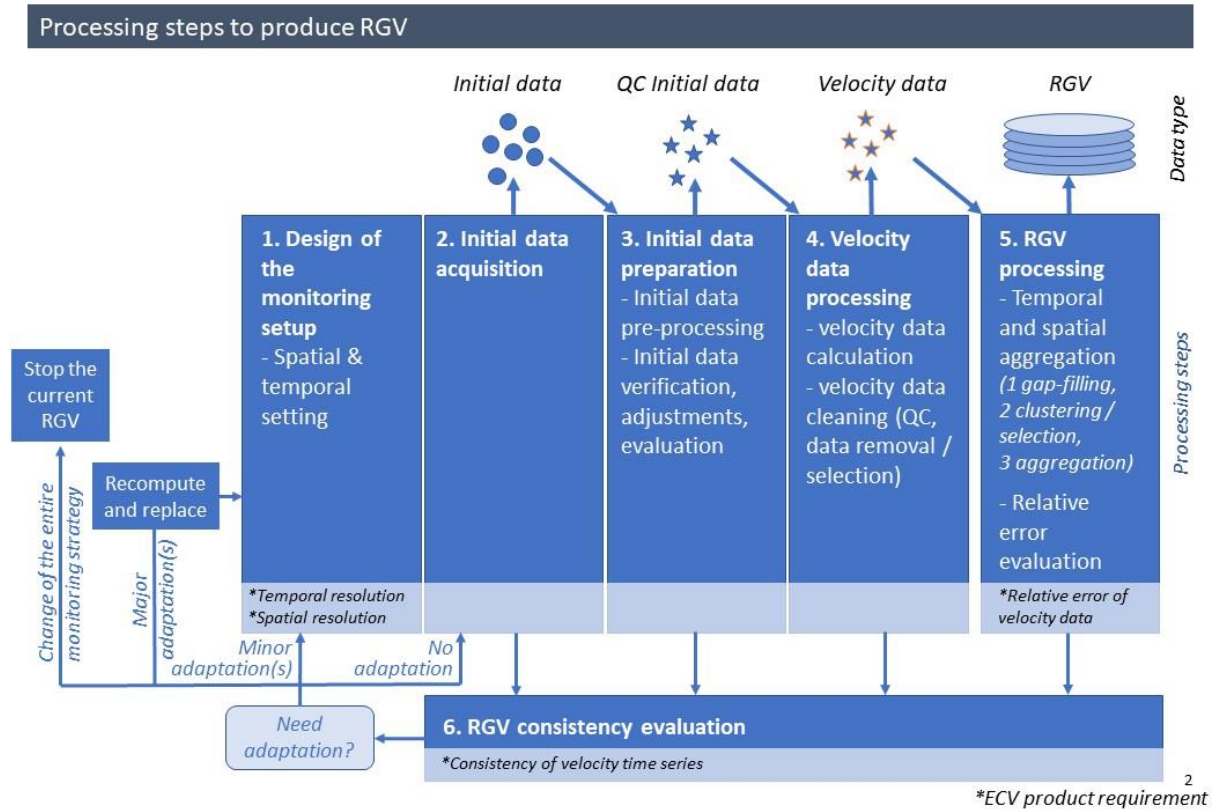 Processing steps to produce RGV
Initial data
QC Initial data
Velocity data
RGV
Data type
1. Design of
the
monitoring
setup
- Spatial &
temporal
setting
*Temporal resolution
*Spatial resolution
2. Initial data
acquisition
3. Initial data
preparation
- Initial data
pre-processing
- Initial data
verification,
adjustments,
evaluation
4. Velocity
data
processing
- velocity data
calculation
- velocity data
cleaning (QC,
data removal /
selection)
5. RGV
processing
- Temporal
and spatial
aggregation
(1 gap-filling,
2 clustering /
selection,
3 aggregation)
- Relative
error
evaluation
*Relative error of
velocity data
Processing steps
Stop the
current
RGV
Recompute
and replace
Change of the entire
monitoring strategy
Major
adaptation(s)
Minor
adaptation(s)
No
adaptation
Need
adaptation?
6. RGV consistency evaluation
*Consistency of velocity time series
2
*ECV product requirement